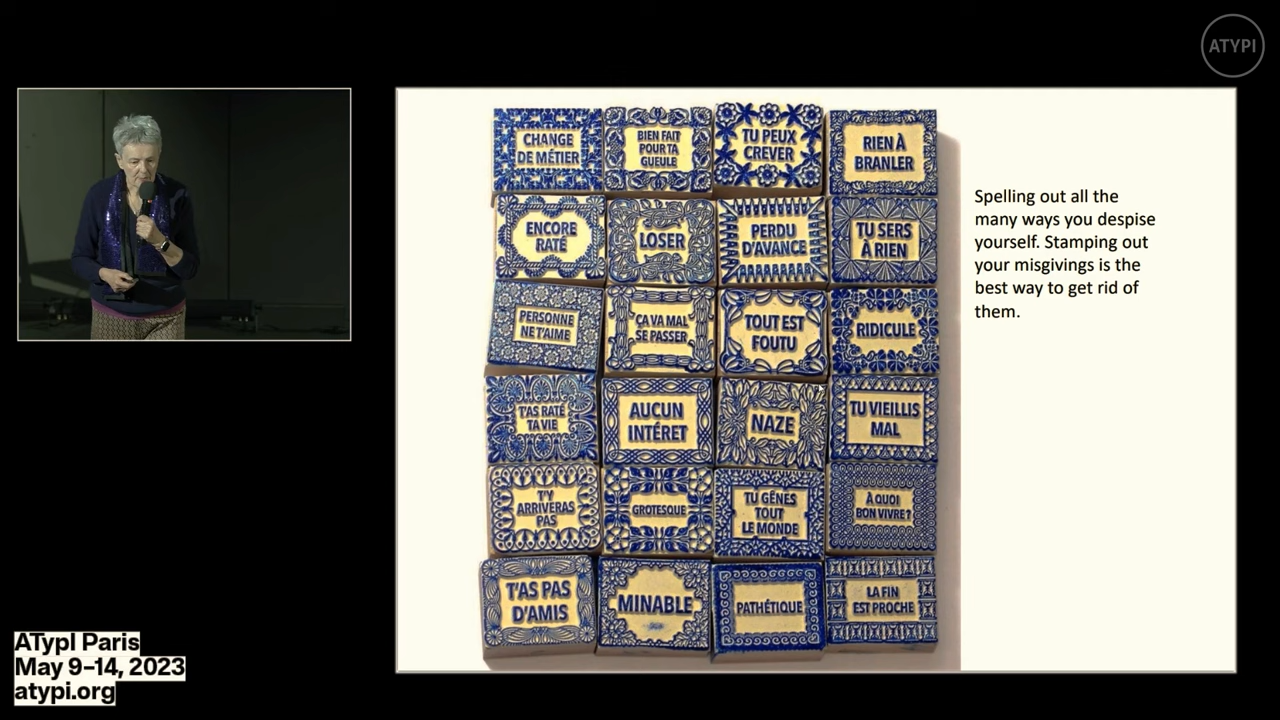 ATYPI
CHANGE
DE MÉTIER
BIEN FAIT
POUR TA
GUEULE
TU PEUX
CREVER
RIEN À
BRANLER
ENCORE
RATÉ
LOSER
PERDU
D'AVANCE
TU SERS
À RIEN
PERSONNE
NE T'AIME
ÇA VA MAL
SE PASSER
TOUT EST
FOUTU
RIDICULE
T'AS RATÉ
TA VIE
AUCUN
INTÉRET
NAZE
TU VIEILLIS
MAL
T'Y
ARRIVERAS
PAS
GROTESQUE
TU GÊNES
TOUT
LE MONDE
À QUOI
BON VIVRE?
T'AS PAS
D'AMIS
MINABLE
PATHÉTIQUE
LA FIN
EST PROCHE
Spelling out all the
many ways you despise
yourself. Stamping out
your misgivings is the
best way to get rid of
them.
ATypI Paris
May 9–14, 2023
atypi.org